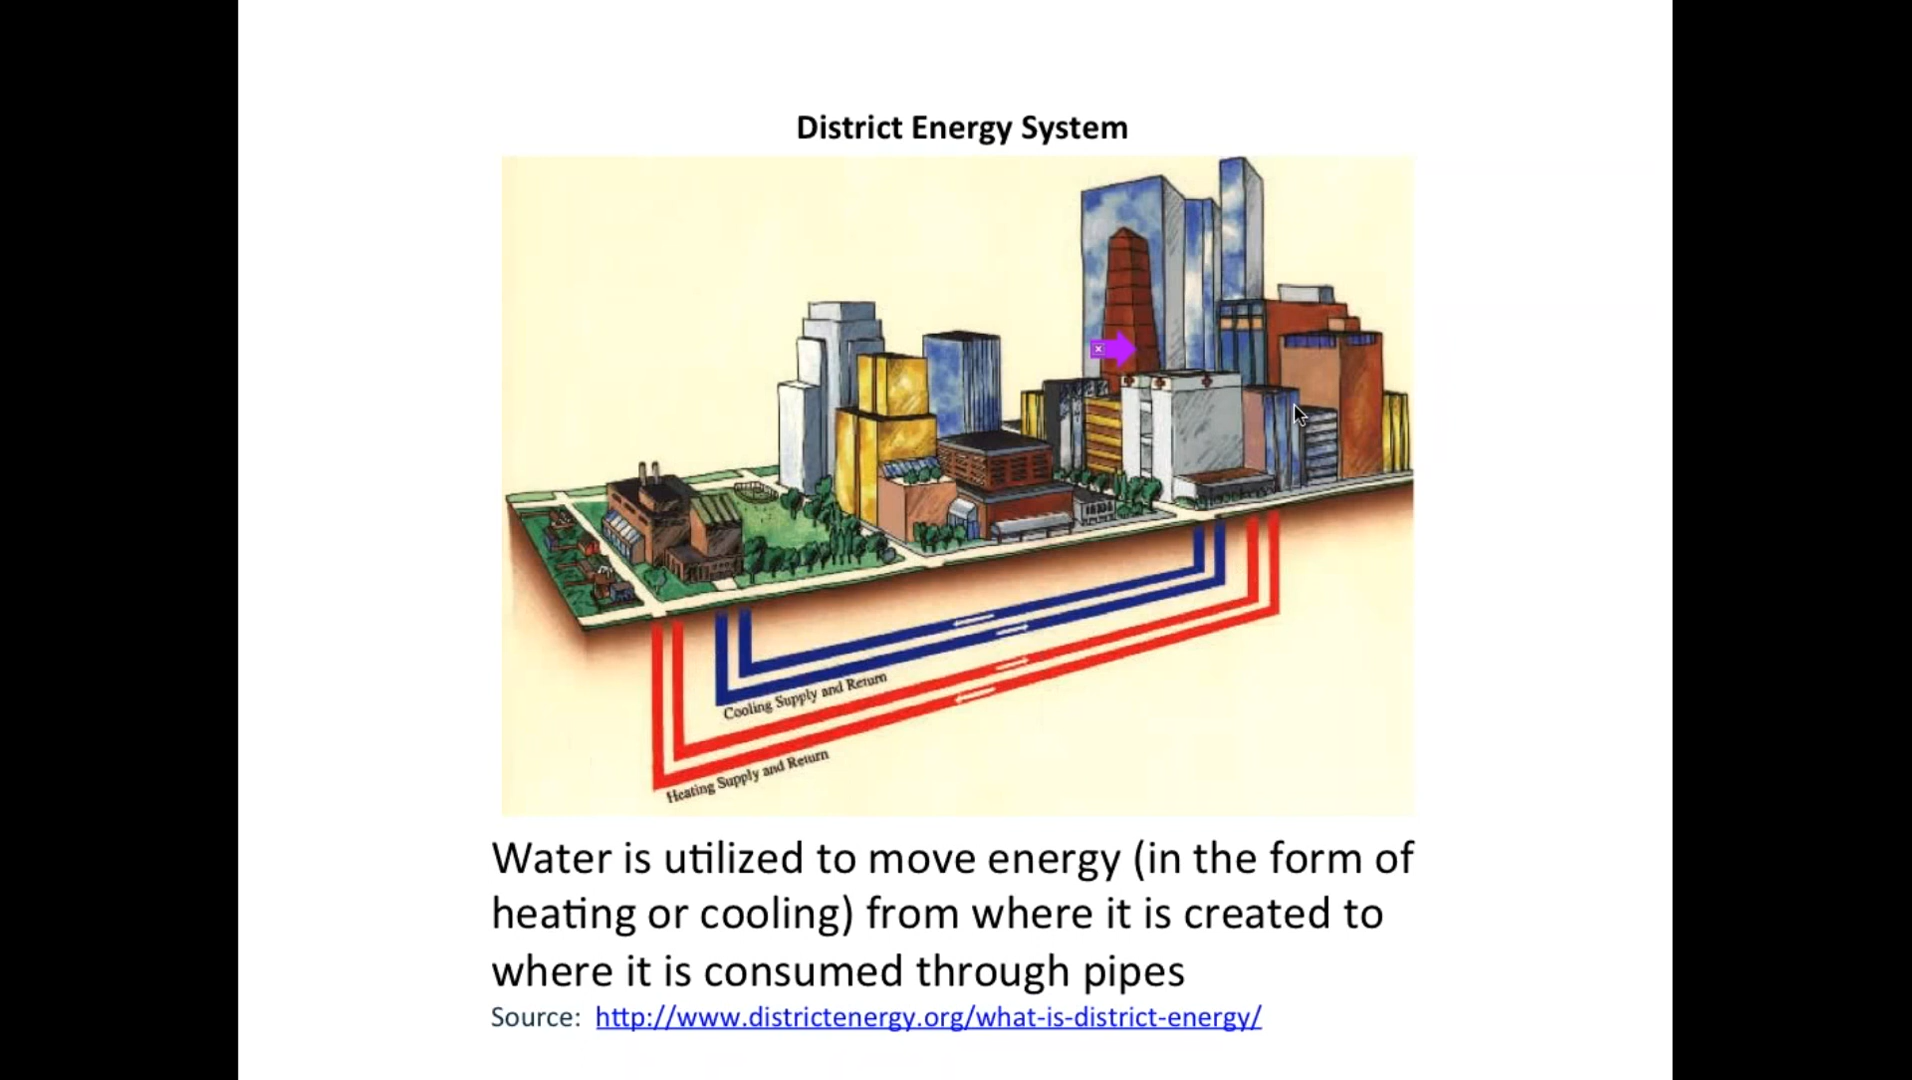 District Energy System
Cooling Supply and Return
Heating Supply and Return
Water is utilized to move energy (in the form of
heating or cooling) from where it is created to
where it is consumed through pipes
Source: http://www.districtenergy.org/what-is-district-energy/